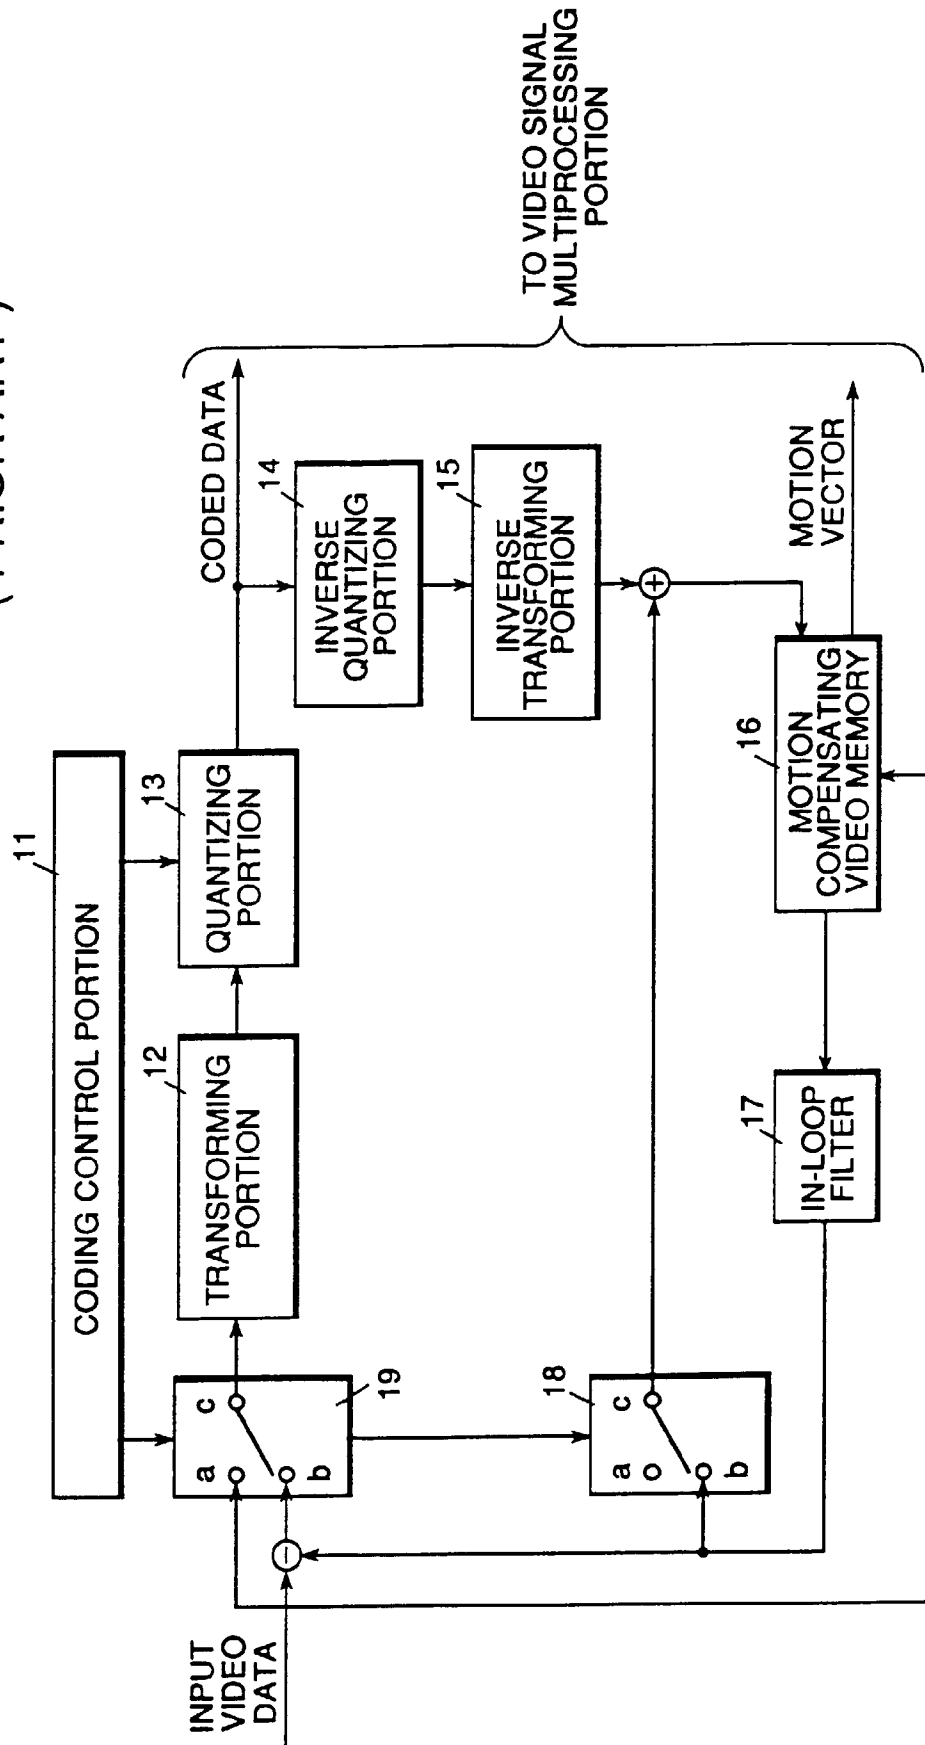 (PRIOR ART)
11
CODING CONTROL PORTION
INPUT
VIDEO
DATA
a
c
b
19
12
TRANSFORMING
PORTION
13
QUANTIZING
PORTION
CODED DATA
14
INVERSE
QUANTIZING
PORTION
15
INVERSE
TRANSFORMING
PORTION
+
−
18
a
c
b
16
MOTION
COMPENSATING
VIDEO MEMORY
17
IN-LOOP
FILTER
MOTION
VECTOR
TO VIDEO SIGNAL
MULTIPROCESSING
PORTION